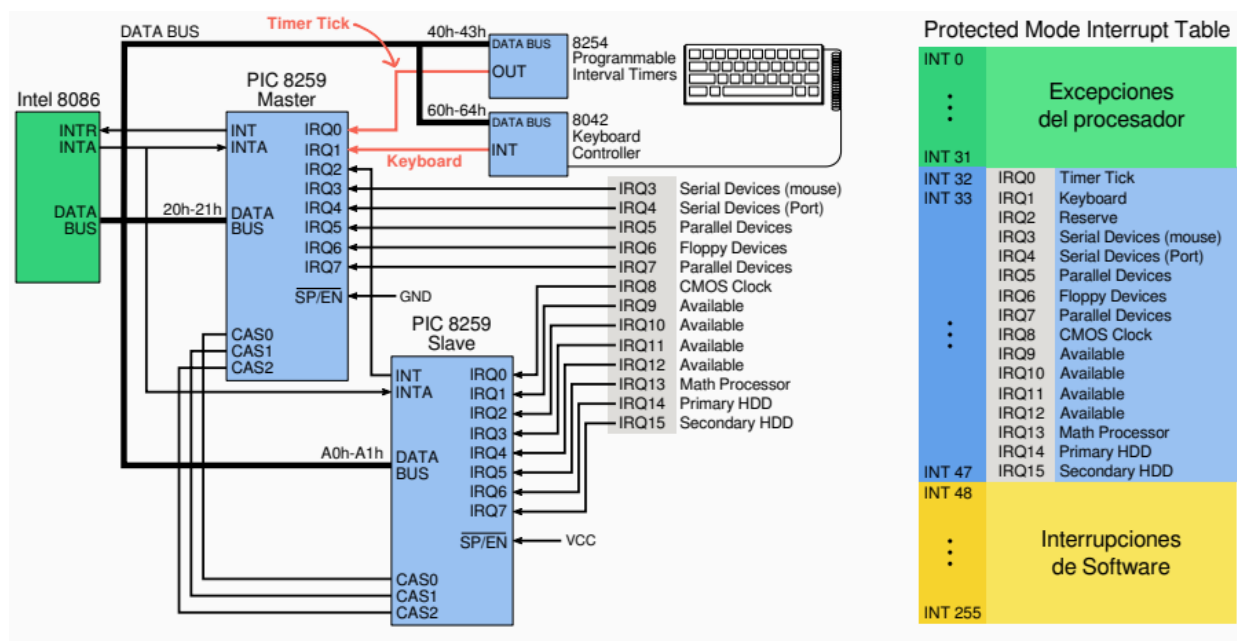 Timer Tick
DATA BUS
40h-43h
DATA BUS
OUT
8254
Programmable
Interval Timers
60h-64h
DATA BUS
INT
8042
Keyboard
Controller
Keyboard
Intel 8086
INTR
INTA
DATA
BUS
20h-21h
PIC 8259
Master
INT
INTA
DATA
BUS
IRQ0
IRQ1
IRQ2
IRQ3
IRQ4
IRQ5
IRQ6
IRQ7
SP/EN
GND
CAS0
CAS1
CAS2
PIC 8259
Slave
INT
INTA
A0h-A1h
DATA
BUS
IRQ0
IRQ1
IRQ2
IRQ3
IRQ4
IRQ5
IRQ6
IRQ7
SP/EN
VCC
CAS0
CAS1
CAS2
IRQ3 Serial Devices (mouse)
IRQ4 Serial Devices (Port)
IRQ5 Parallel Devices
IRQ6 Floppy Devices
IRQ7 Parallel Devices
IRQ8 CMOS Clock
IRQ9 Available
IRQ10 Available
IRQ11 Available
IRQ12 Available
IRQ13 Math Processor
IRQ14 Primary HDD
IRQ15 Secondary HDD
Protected Mode Interrupt Table
INT 0
Excepciones
del procesador
INT 31
INT 32 IRQ0 Timer Tick
INT 33 IRQ1 Keyboard
IRQ2 Reserve
IRQ3 Serial Devices (mouse)
IRQ4 Serial Devices (Port)
IRQ5 Parallel Devices
IRQ6 Floppy Devices
IRQ7 Parallel Devices
IRQ8 CMOS Clock
IRQ9 Available
IRQ10 Available
IRQ11 Available
IRQ12 Available
IRQ13 Math Processor
IRQ14 Primary HDD
INT 47 IRQ15 Secondary HDD
INT 48
Interrupciones
de Software
INT 255